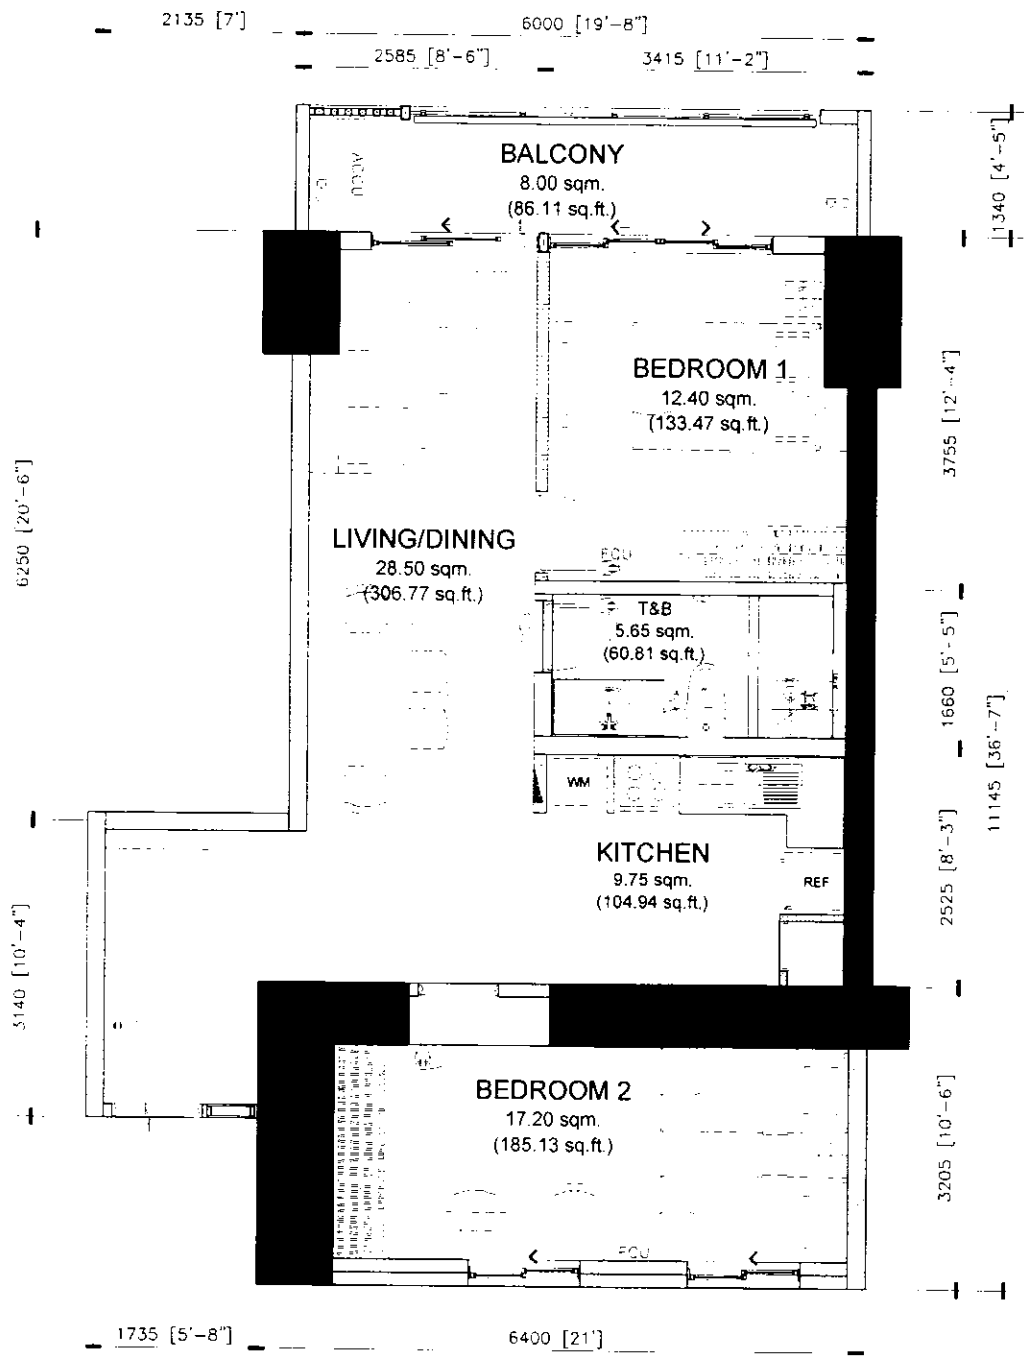 2135 [7']
6000 [19'-8"]
2585 [8'-6"]
3415 [11'-2"]
BALCONY
8.00 sqm.
(86.11 sq.ft.)
ACCU
1340 [4'-5"]
BEDROOM 1
12.40 sqm.
(133.47 sq.ft.)
3755 [12'-4"]
6250 [20'-6"]
LIVING/DINING
28.50 sqm.
(306.77 sq.ft.)
FCU
T&B
5.65 sqm.
(60.81 sq.ft.)
1660 [5'-5"]
11145 [36'-7"]
WM
KITCHEN
9.75 sqm.
(104.94 sq.ft.)
REF
2525 [8'-3"]
3140 [10'-4"]
BEDROOM 2
17.20 sqm.
(185.13 sq.ft.)
3205 [10'-6"]
FCU
1735 [5'-8"]
6400 [21']